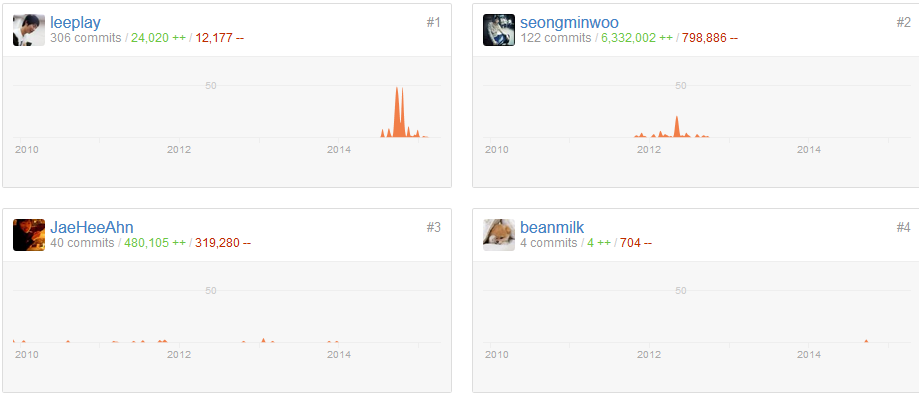 leeplay #1
306 commits / 24,020 ++ / 12,177 --
50
2010 2012 2014
seongminwoo #2
122 commits / 6,332,002 ++ / 798,886 --
50
2010 2012 2014
JaeHeeAhn #3
40 commits / 480,105 ++ / 319,280 --
50
2010 2012 2014
beanmilk #4
4 commits / 4 ++ / 704 --
50
2010 2012 2014